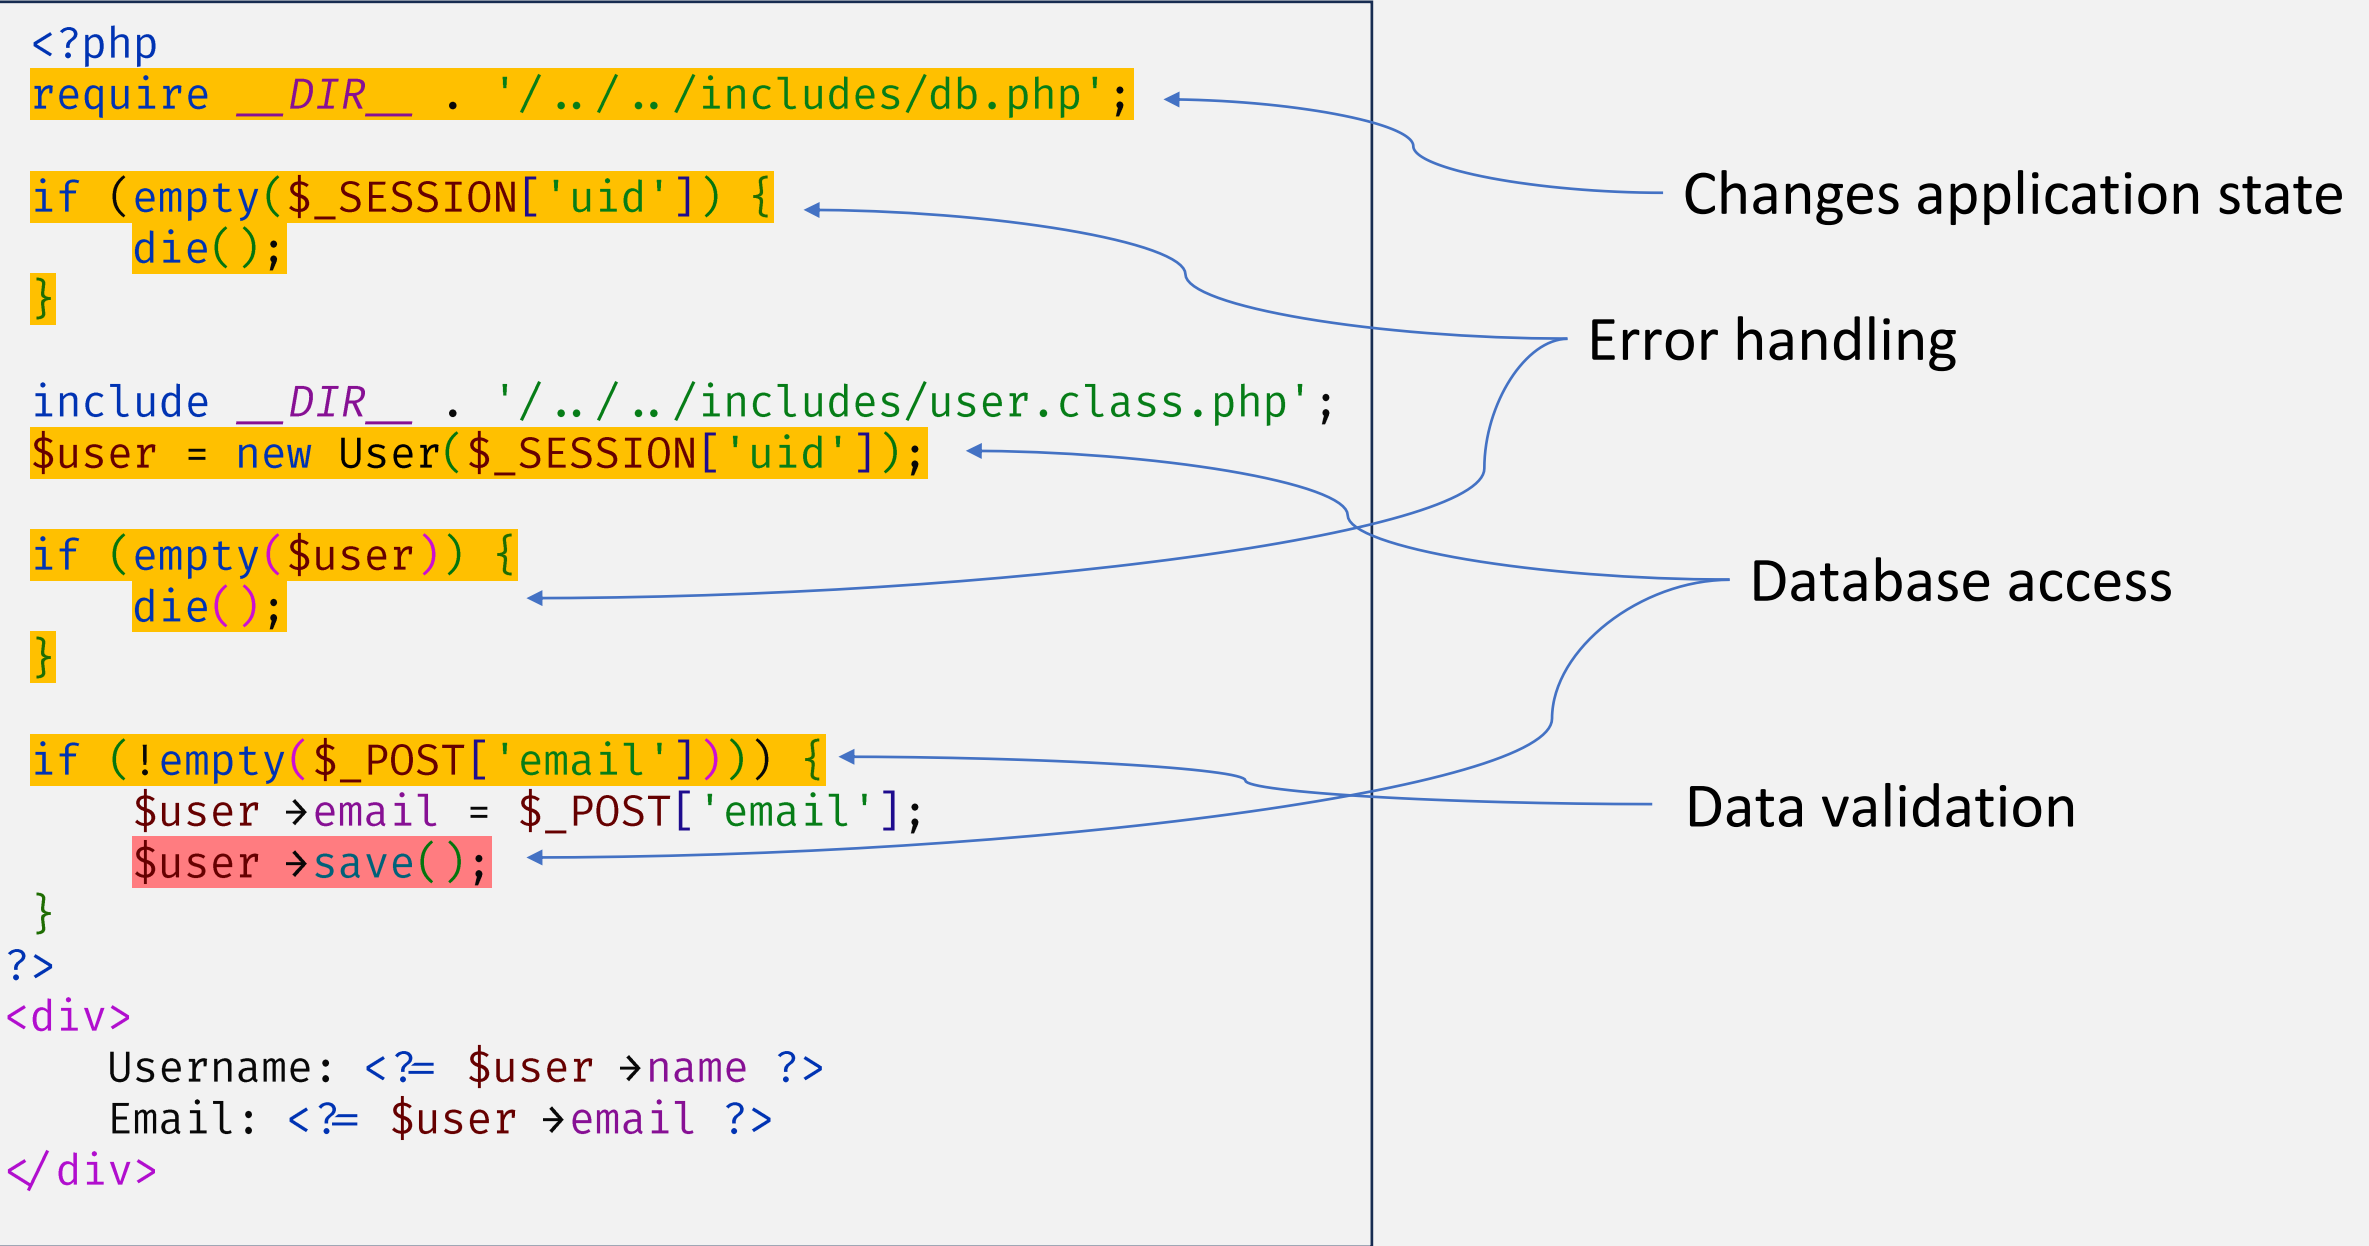 <?php
require __DIR__ . '/../../includes/db.php';
if (empty($_SESSION['uid']) {
die();
}
include __DIR__ . '/../../includes/user.class.php';
$user = new User($_SESSION['uid']);
if (empty($user)) {
die();
}
if (!empty($_POST['email']))) {
$user->email = $_POST['email'];
$user->save();
}
?>
<div>
Username: <?= $user->name ?>
Email: <?= $user->email ?>
</div>
Changes application state
Error handling
Database access
Data validation